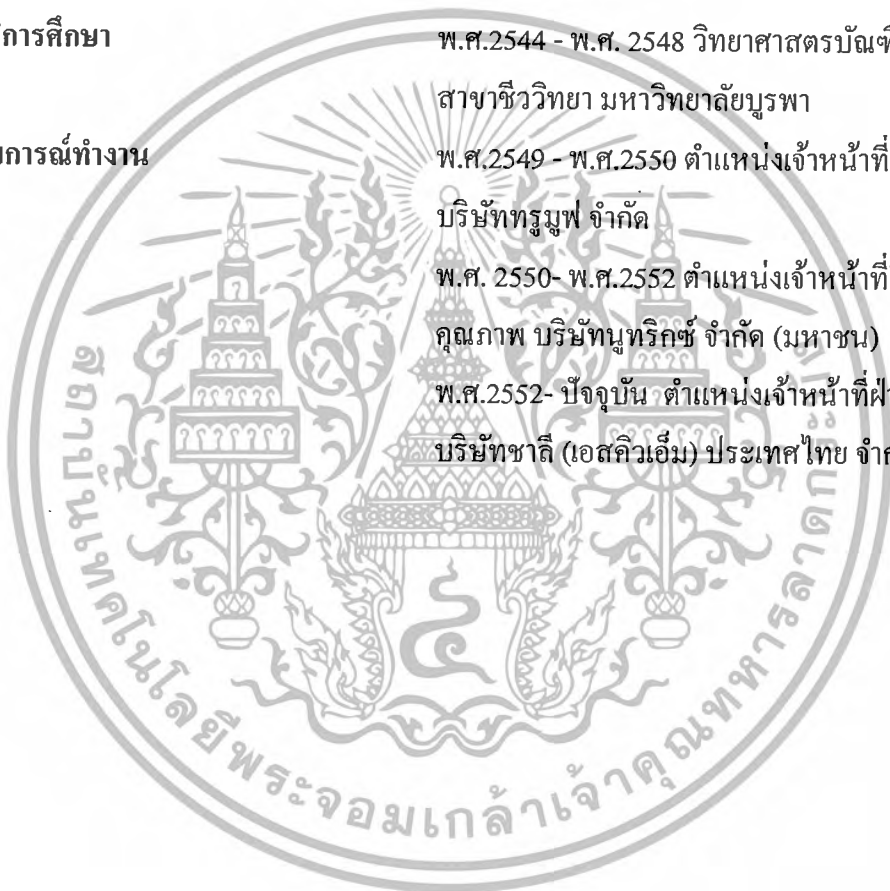 การศึกษา พ.ศ.2544 - พ.ศ. 2548 วิทยาศาสตรบัณฑิ
สาขาชีววิทยา มหาวิทยาลัยบูรพา
การณ์ทำงาน พ.ศ.2549 - พ.ศ.2550 ตำแหน่งเจ้าหน้าที่
บริษัททรูมูฟ จำกัด
พ.ศ. 2550- พ.ศ.2552 ตำแหน่งเจ้าหน้าที่
คุณภาพ บริษัทนูทริกซ์ จำกัด (มหาชน)
พ.ศ.2552- ปัจจุบัน ตำแหน่งเจ้าหน้าที่ฝ่า
บริษัทชาลี (เอสคิวเอ็ม) ประเทศไทย จำก
สถาบันเทคโนโลยีพระจอมเกล้าเจ้าคุณทหารลาดกระบัง